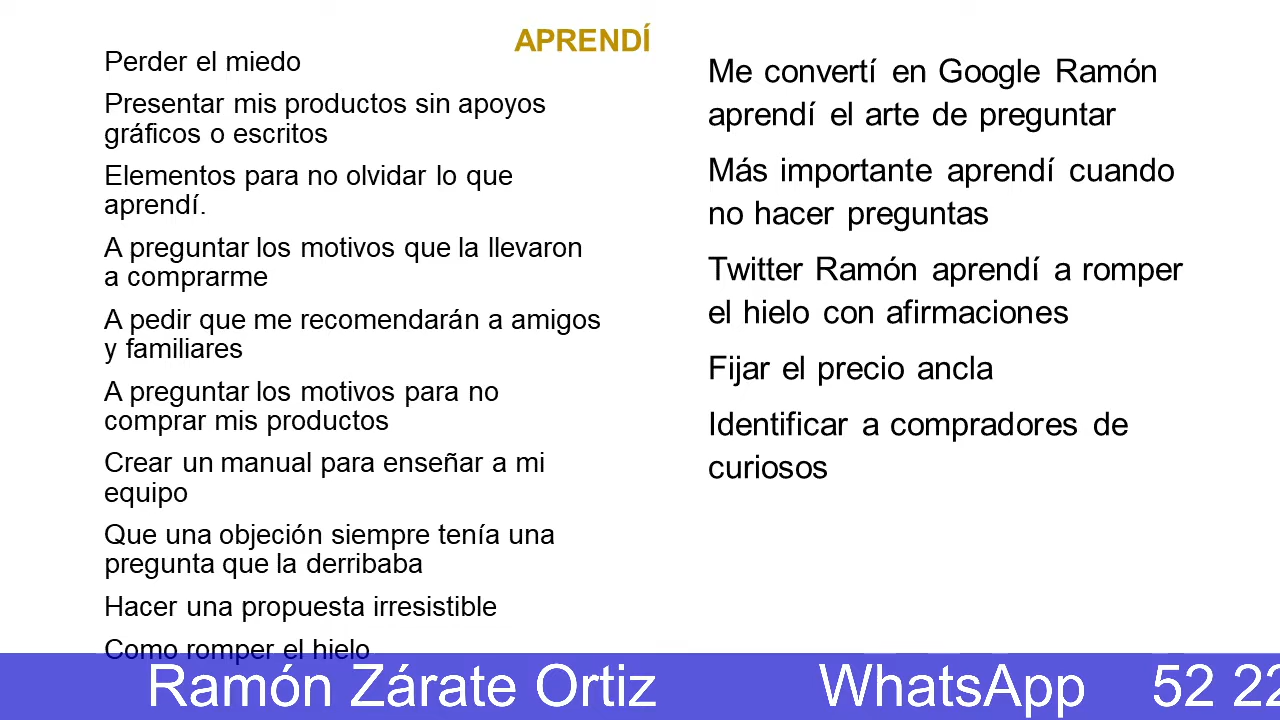 APRENDÍ
Perder el miedo
Presentar mis productos sin apoyos
gráficos o escritos
Elementos para no olvidar lo que
aprendí.
A preguntar los motivos que la llevaron
a comprarme
A pedir que me recomendarán a amigos
y familiares
A preguntar los motivos para no
comprar mis productos
Crear un manual para enseñar a mi
equipo
Que una objeción siempre tenía una
pregunta que la derribaba
Hacer una propuesta irresistible
Como romper el hielo
Me convertí en Google Ramón
aprendí el arte de preguntar
Más importante aprendí cuando
no hacer preguntas
Twitter Ramón aprendí a romper
el hielo con afirmaciones
Fijar el precio ancla
Identificar a compradores de
curiosos
Ramón Zárate Ortiz WhatsApp 52 22